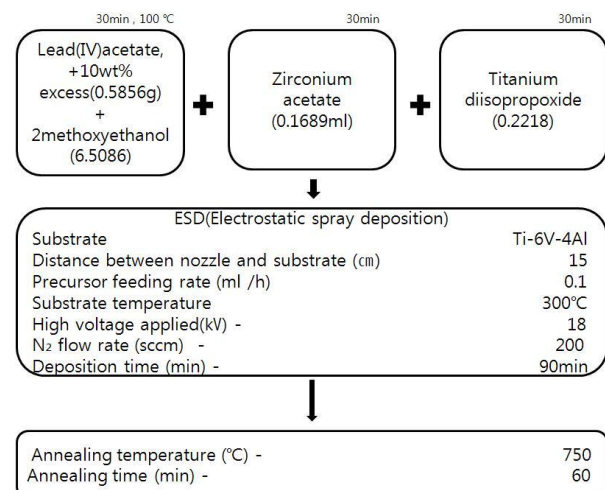 30min , 100 ℃
30min
30min
Lead(IV)acetate,
+10wt%
excess(0.5856g)
+
2methoxyethanol
(6.5086)
+
Zirconium
acetate
(0.1689ml)
+
Titanium
diisopropoxide
(0.2218)
ESD(Electrostatic spray deposition)
Substrate Ti-6V-4Al
Distance between nozzle and substrate (㎝) 15
Precursor feeding rate (ml /h) 0.1
Substrate temperature 300℃
High voltage applied(㎸) - 18
N₂ flow rate (sccm) - 200
Deposition time (min) - 90min
Annealing temperature (℃) - 750
Annealing time (min) - 60